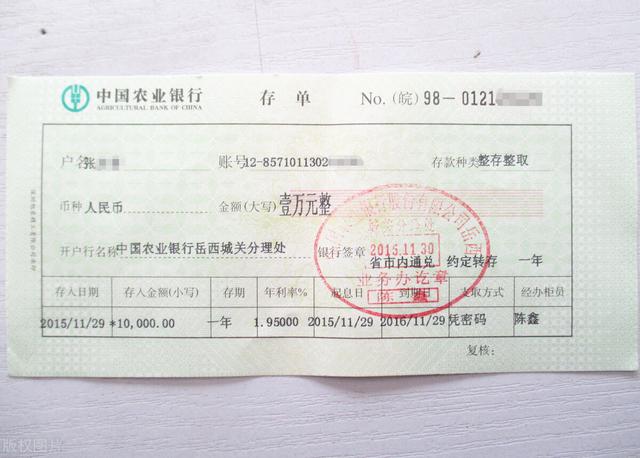 中国农业银行 存单 No. (皖) 98-0121
AGRICULTURAL BANK OF CHINA
户名 张 账号 12-8571011302 存款种类 整存整取
币种 人民币 金额(大写) 壹万元整
开户行名称: 中国农业银行岳西城关分理处 银行签章 2015.11.30
省市内通兑 约定转存 一年
业务办讫章
存入日期 存入金额(小写) 存期 年利率% 起息日 到期日 支取方式 经办柜员
2015/11/29 *10,000.00 一年 1.95000 2015/11/29 2016/11/29 凭密码 陈鑫
复核:
版权图片